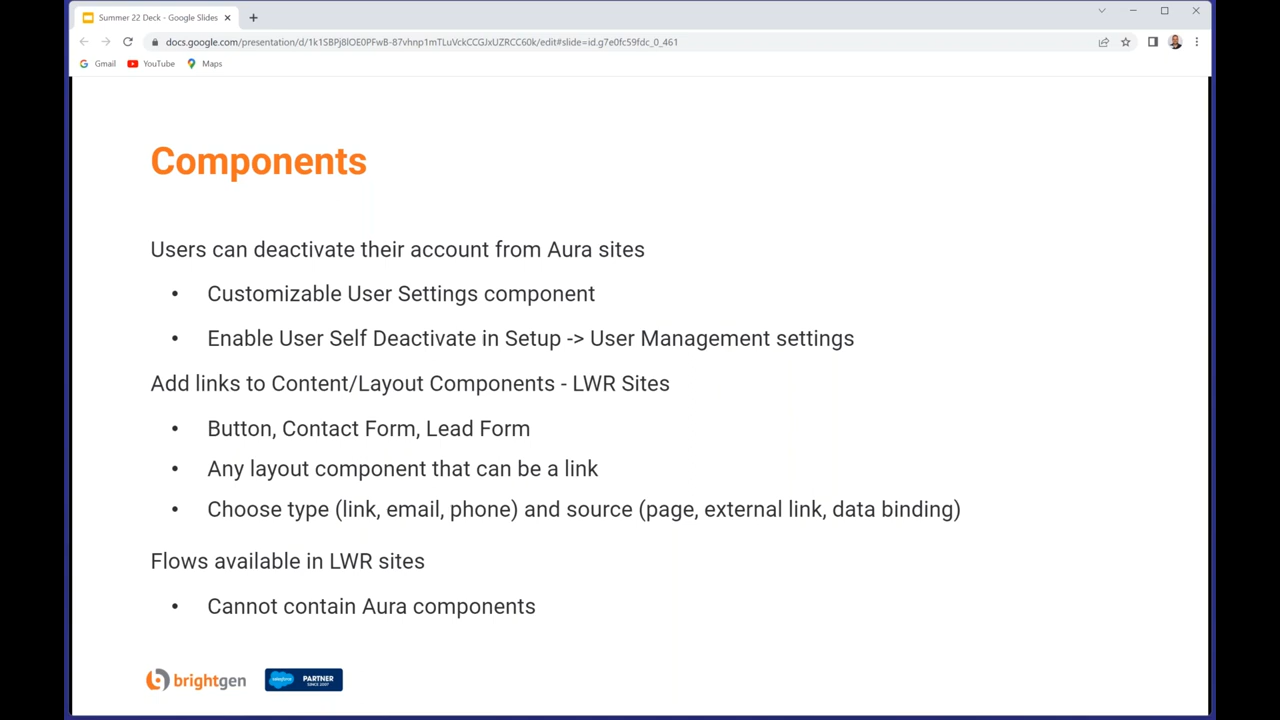 Summer 22 Deck - Google Slides
docs.google.com/presentation/d/1k1SBPj8lOE0PFwB-87vhnp1mTLuVckCCGJxUZRCC60k/edit#slide=id.g7e0fc59fdc_0_461
Gmail YouTube Maps
Components
Users can deactivate their account from Aura sites
• Customizable User Settings component
• Enable User Self Deactivate in Setup -> User Management settings
Add links to Content/Layout Components - LWR Sites
• Button, Contact Form, Lead Form
• Any layout component that can be a link
• Choose type (link, email, phone) and source (page, external link, data binding)
Flows available in LWR sites
• Cannot contain Aura components
brightgen
salesforce
PARTNER
SINCE 2007